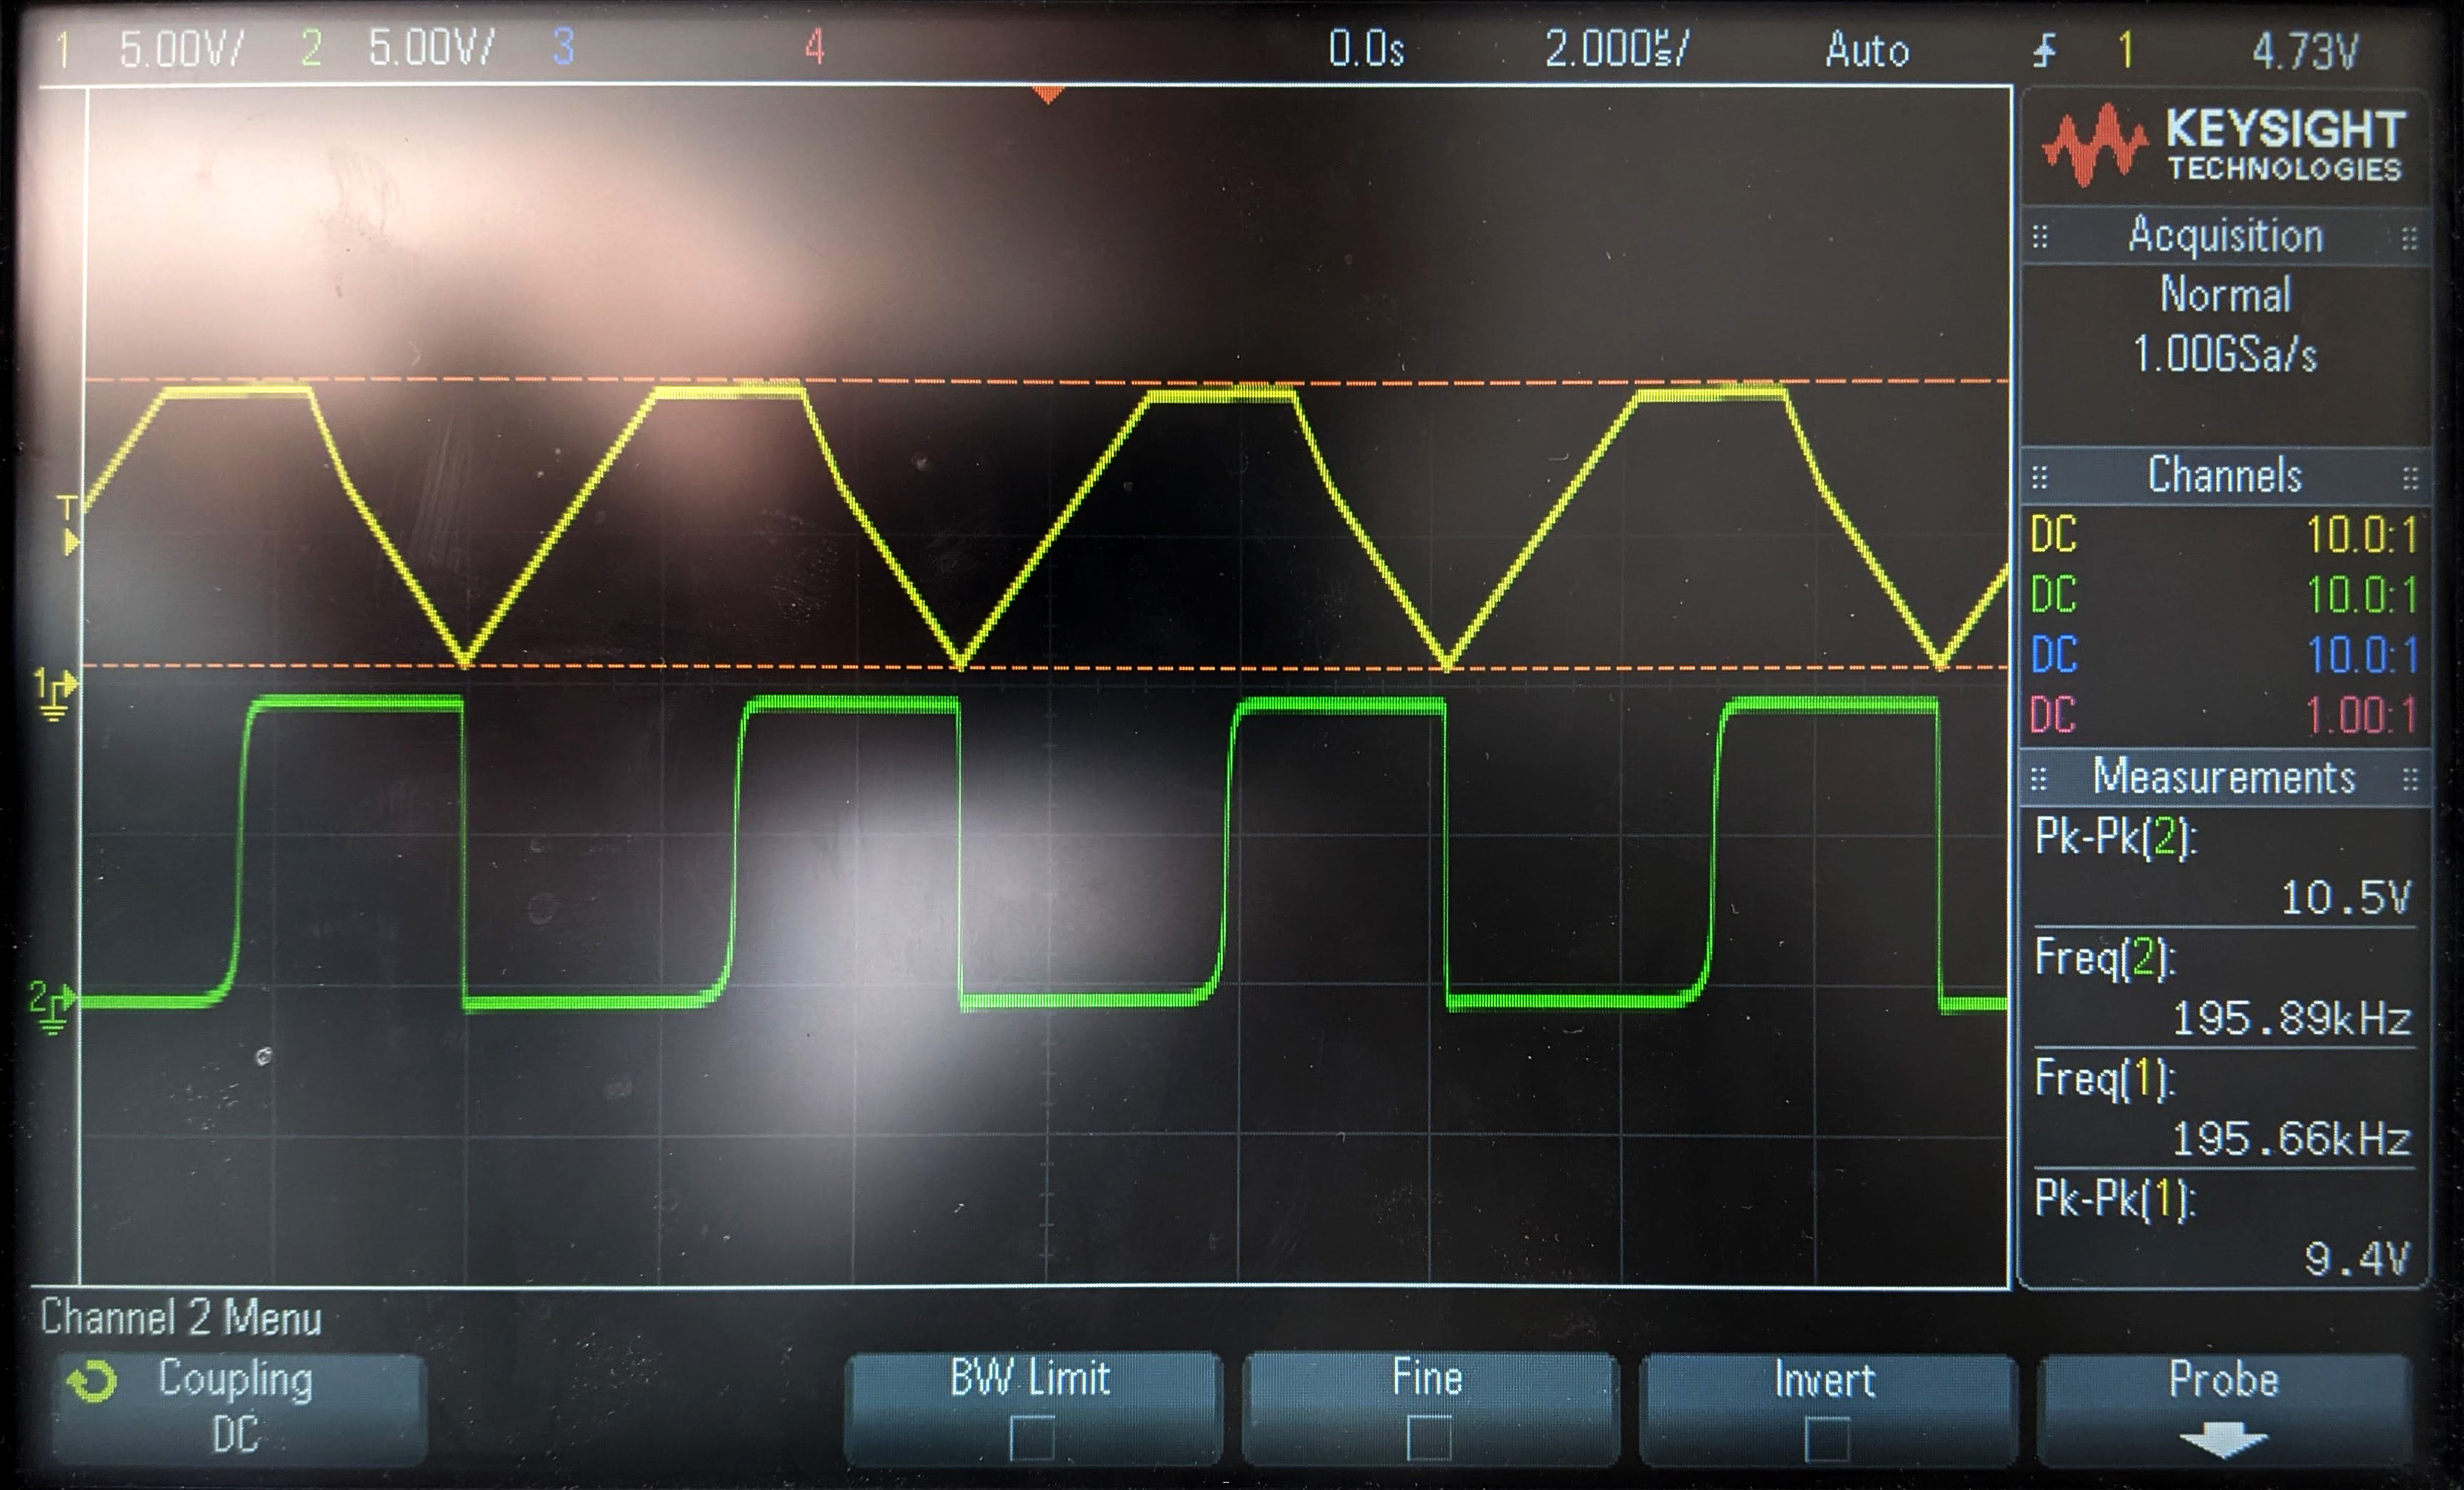 1 5.00V/ 2 5.00V/ 3 4 0.0s 2.000µs/ Auto 1 4.73V
KEYSIGHT
TECHNOLOGIES
Acquisition
Normal
1.00GSa/s
Channels
DC 10.0:1
DC 10.0:1
DC 10.0:1
DC 1.00:1
Measurements
Pk-Pk(2):
10.5V
Freq(2):
195.89kHz
Freq(1):
195.66kHz
Pk-Pk(1):
9.4V
T
1
2
Channel 2 Menu
Coupling
DC
BW Limit
Fine
Invert
Probe